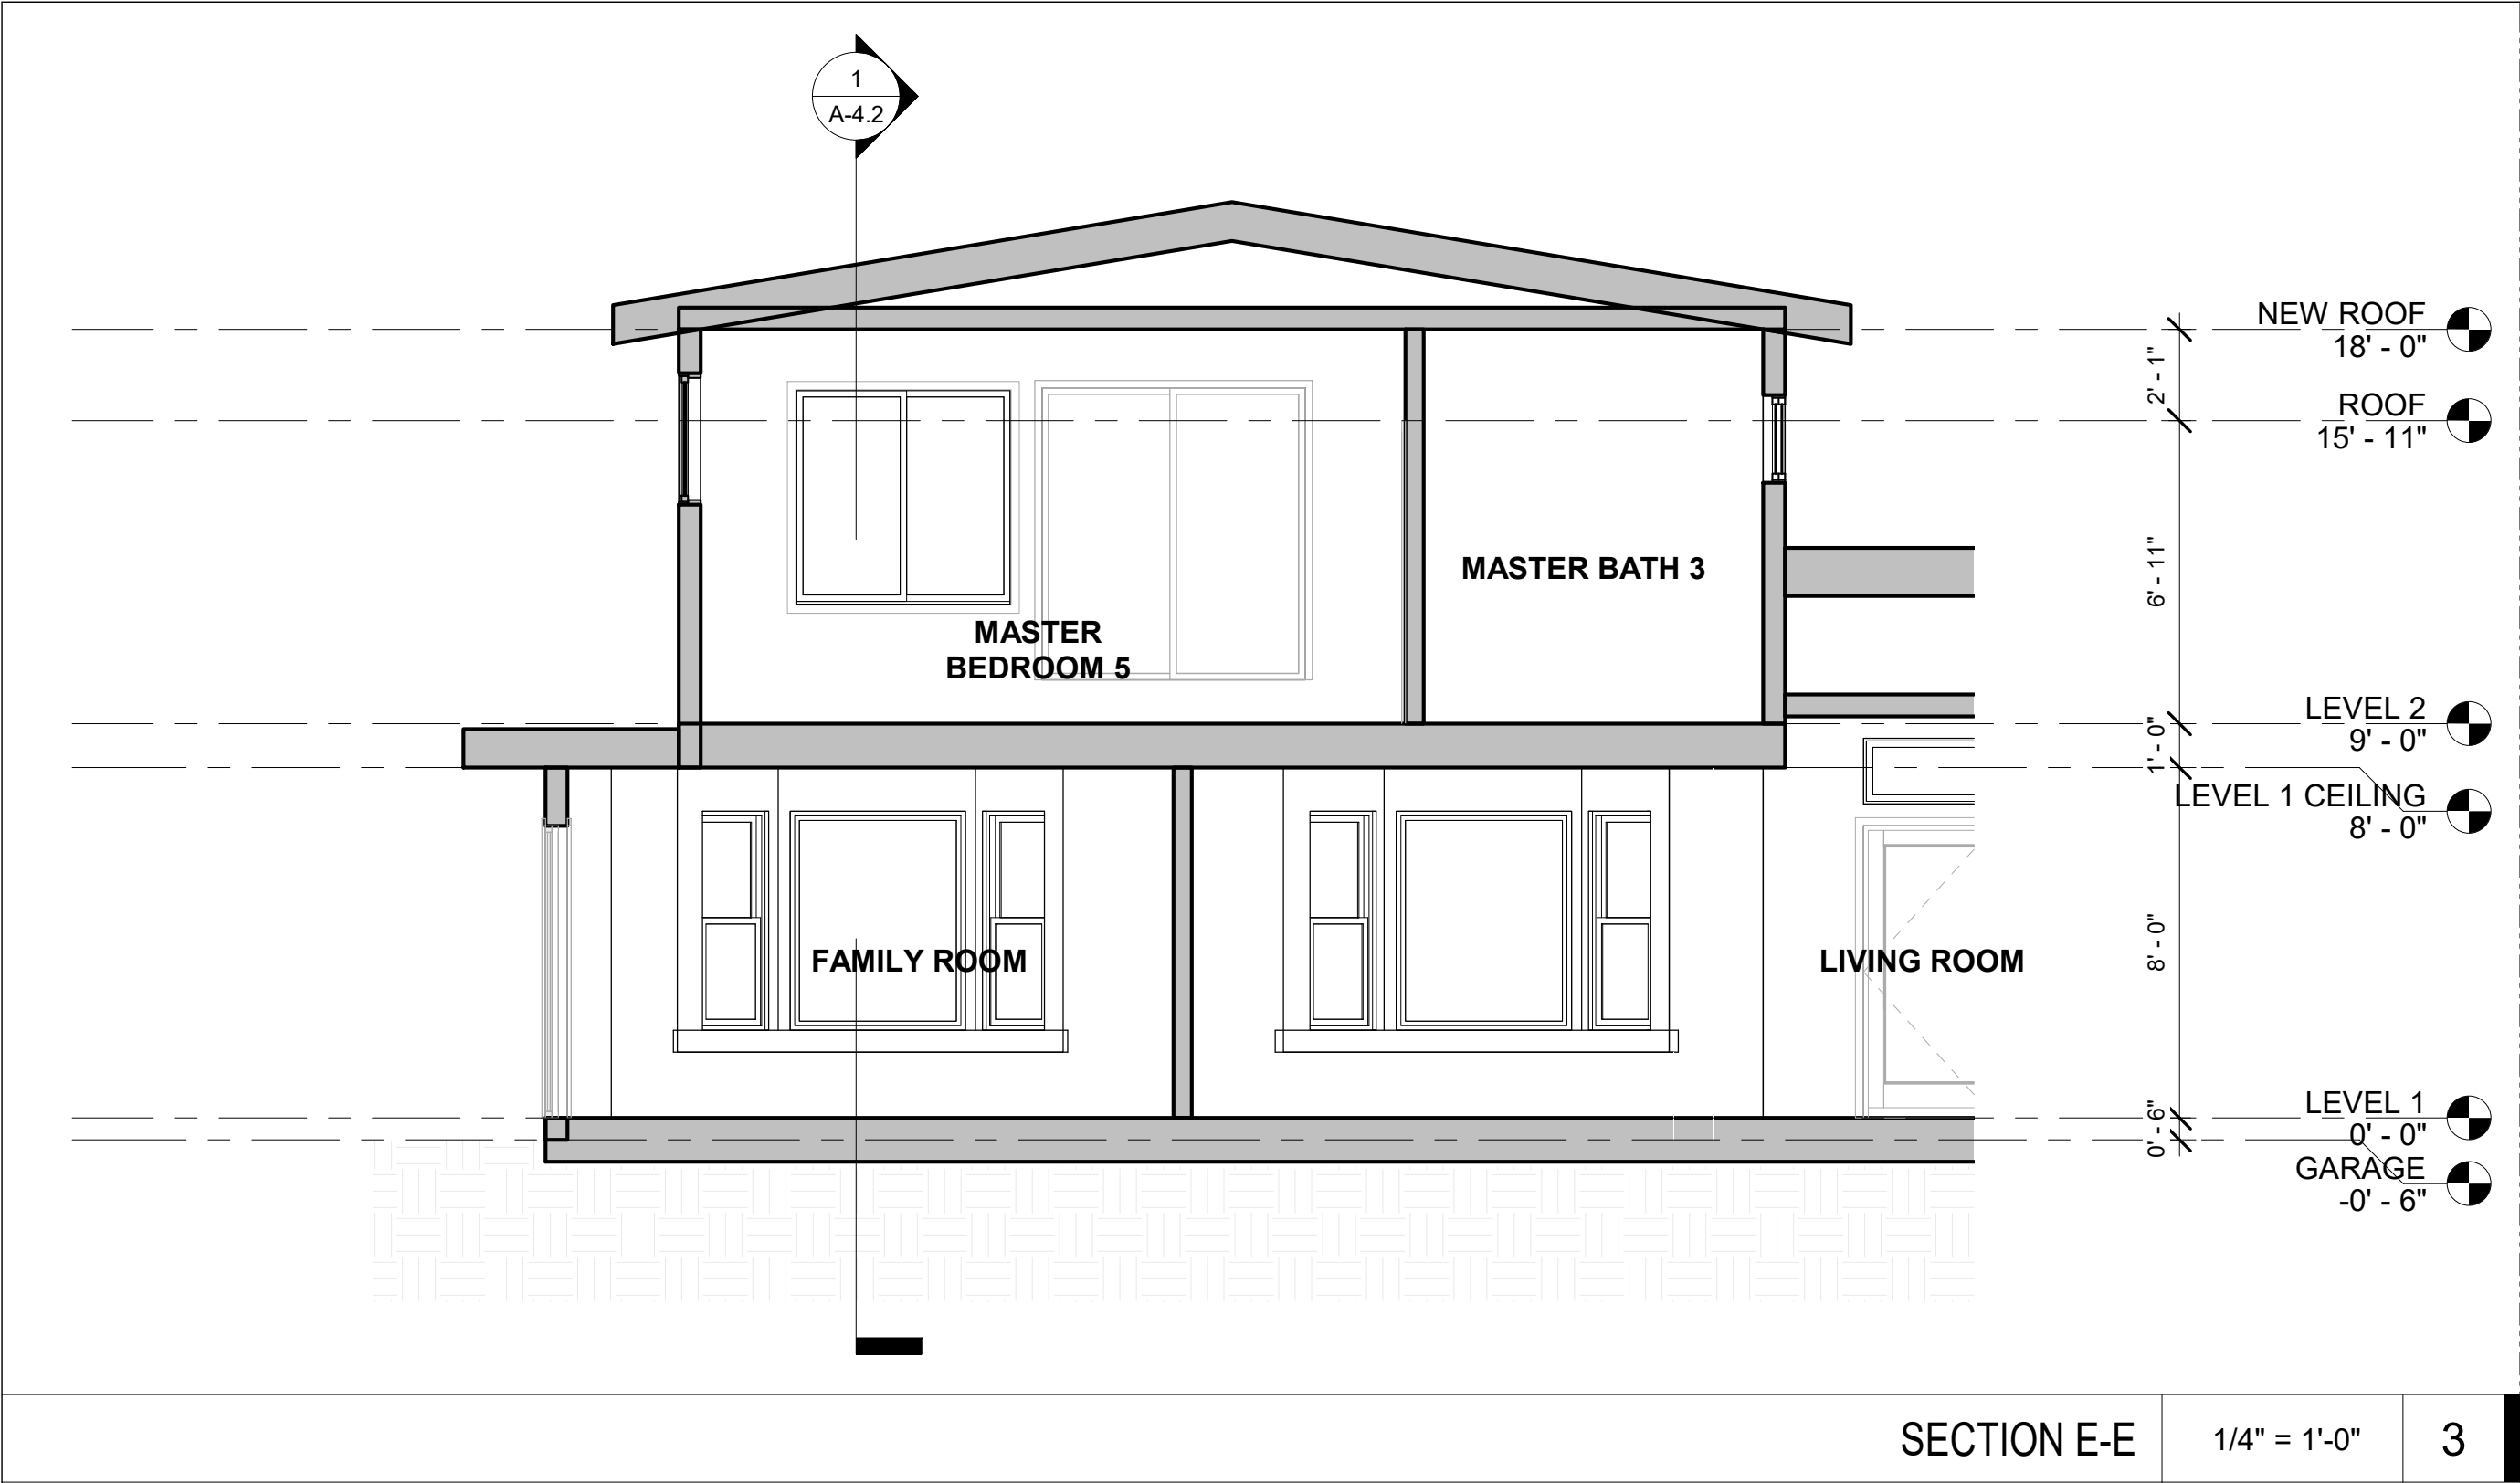 1
A-4.2
NEW ROOF
18' - 0"
2' - 1"
ROOF
15' - 11"
6' - 11"
MASTER BATH 3
MASTER
BEDROOM 5
LEVEL 2
9' - 0"
1' - 0"
LEVEL 1 CEILING
8' - 0"
8' - 0"
FAMILY ROOM
LIVING ROOM
LEVEL 1
0' - 0"
0' - 6"
GARAGE
-0' - 6"
SECTION E-E
1/4" = 1'-0"
3